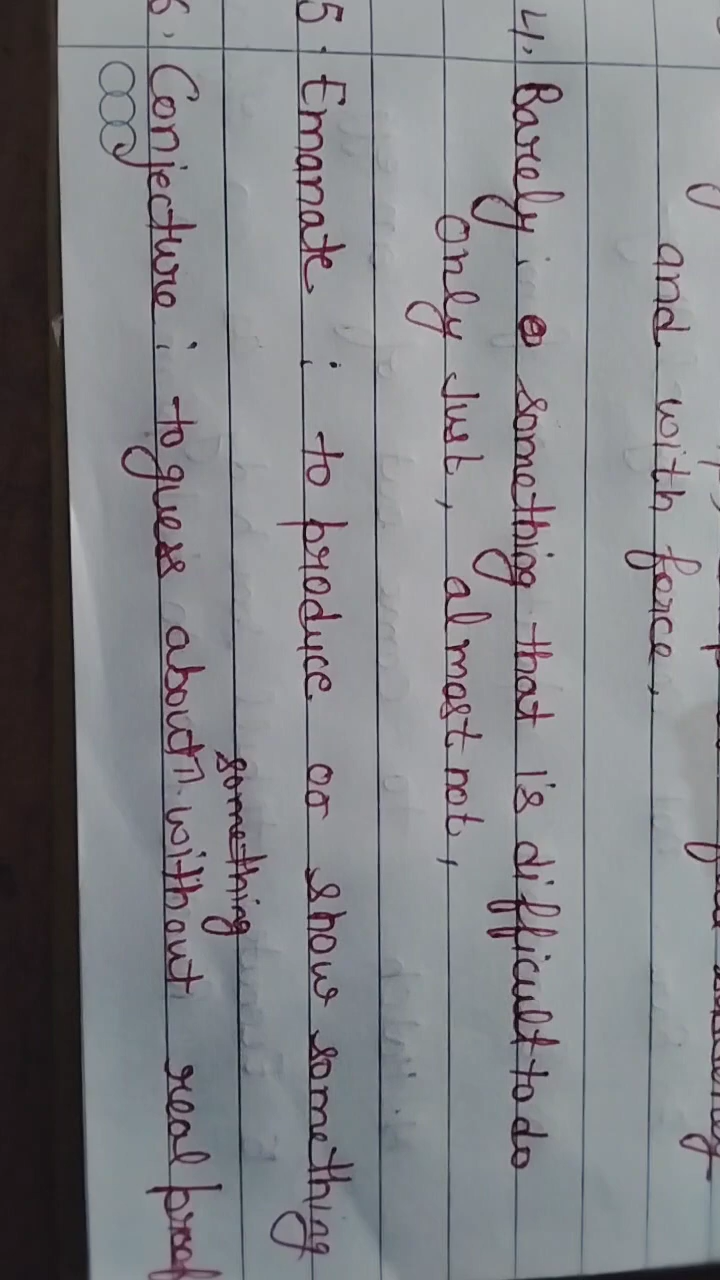 and with force,
4. Barely : something that is difficult to do
only Just, almost not,
5. Emanate : to produce or show something
something
6. Conjecture : to guess about without real proof